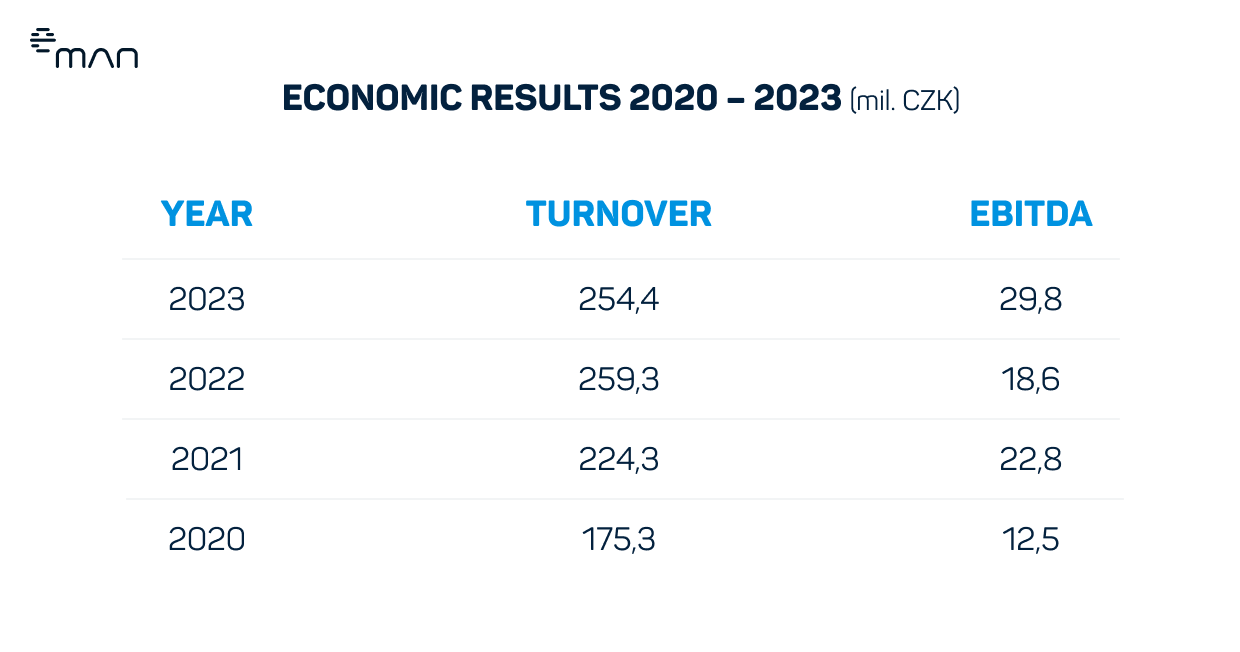 eman
ECONOMIC RESULTS 2020 – 2023 (mil. CZK)
YEAR TURNOVER EBITDA
2023 254,4 29,8
2022 259,3 18,6
2021 224,3 22,8
2020 175,3 12,5